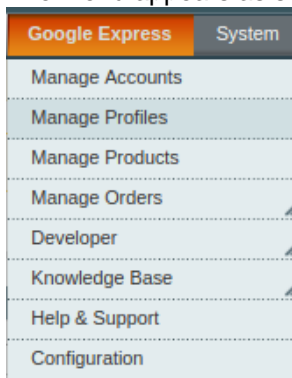 Google Express System
Manage Accounts
Manage Profiles
Manage Products
Manage Orders
Developer
Knowledge Base
Help & Support
Configuration